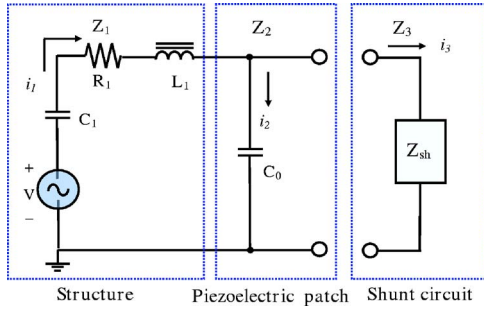 Z1
Z2
Z3
i3
i1
R1
L1
i2
C1
Zsh
+
V
−
C0
Structure
Piezoelectric patch
Shunt circuit